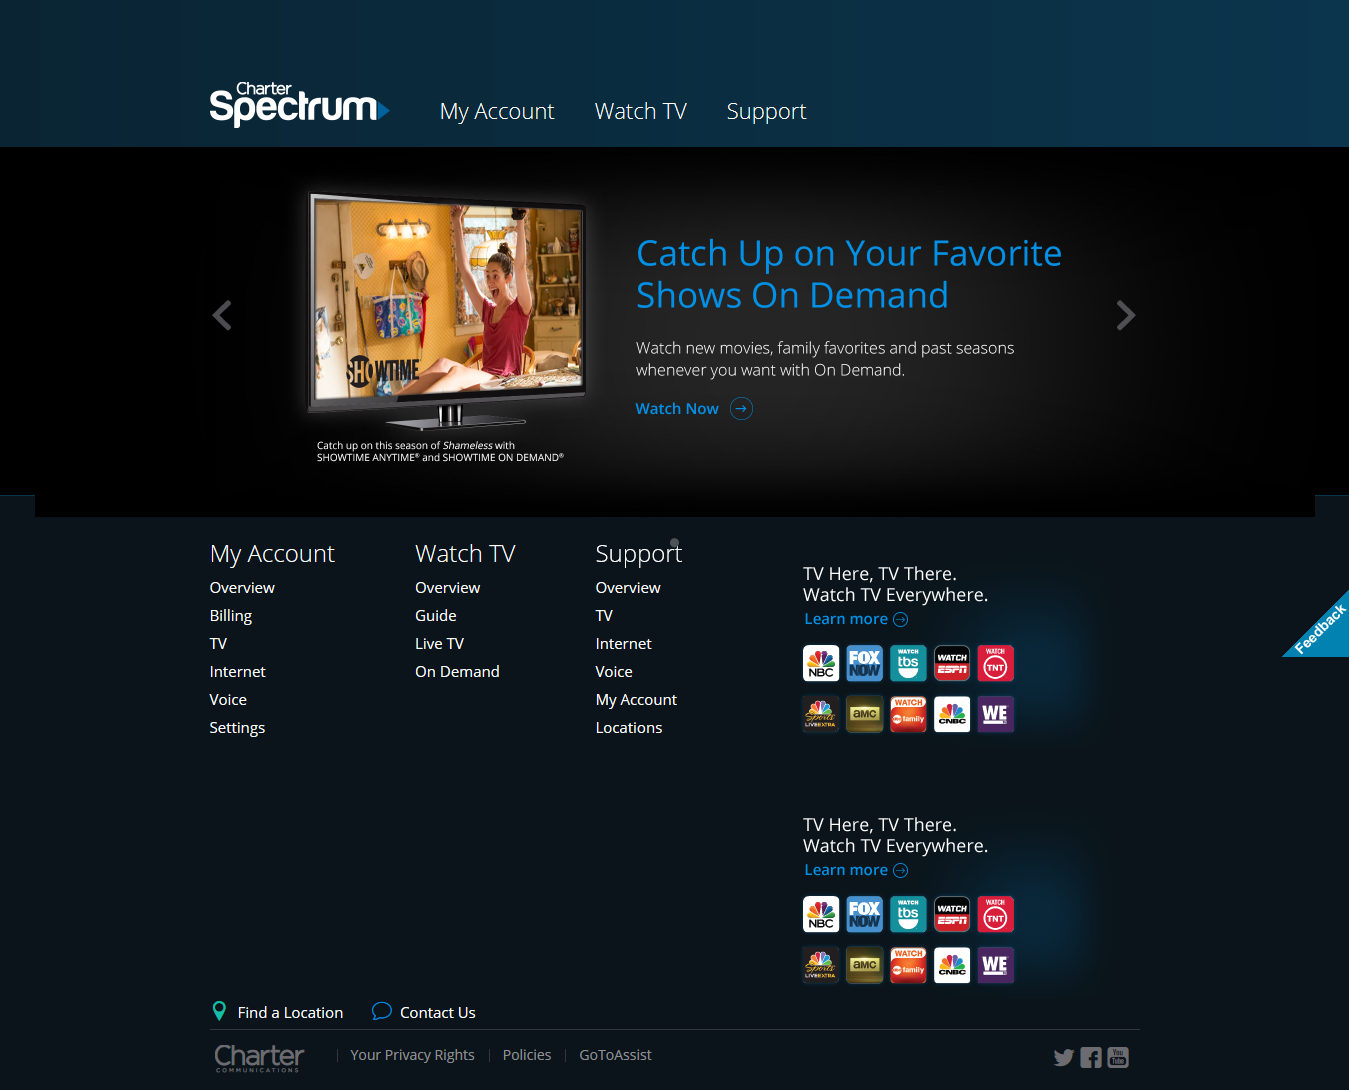 Charter
Spectrum
My Account
Watch TV
Support
SHOWTIME
Catch up on this season of Shameless with
SHOWTIME ANYTIME® and SHOWTIME ON DEMAND®
Catch Up on Your Favorite
Shows On Demand
Watch new movies, family favorites and past seasons
whenever you want with On Demand.
Watch Now
My Account
Overview
Billing
TV
Internet
Voice
Settings
Watch TV
Overview
Guide
Live TV
On Demand
Support
Overview
TV
Internet
Voice
My Account
Locations
TV Here, TV There.
Watch TV Everywhere.
Learn more
NBC
FOX
NOW
WATCH
tbs
WATCH
ESPN
WATCH
TNT
Sports
LIVE EXTRA
amc
WATCH
abc family
CNBC
WE tv
Feedback
TV Here, TV There.
Watch TV Everywhere.
Learn more
NBC
FOX
NOW
WATCH
tbs
WATCH
ESPN
WATCH
TNT
Sports
LIVE EXTRA
amc
WATCH
abc family
CNBC
WE tv
Find a Location
Contact Us
Charter
COMMUNICATIONS
Your Privacy Rights
Policies
GoToAssist
You
Tube